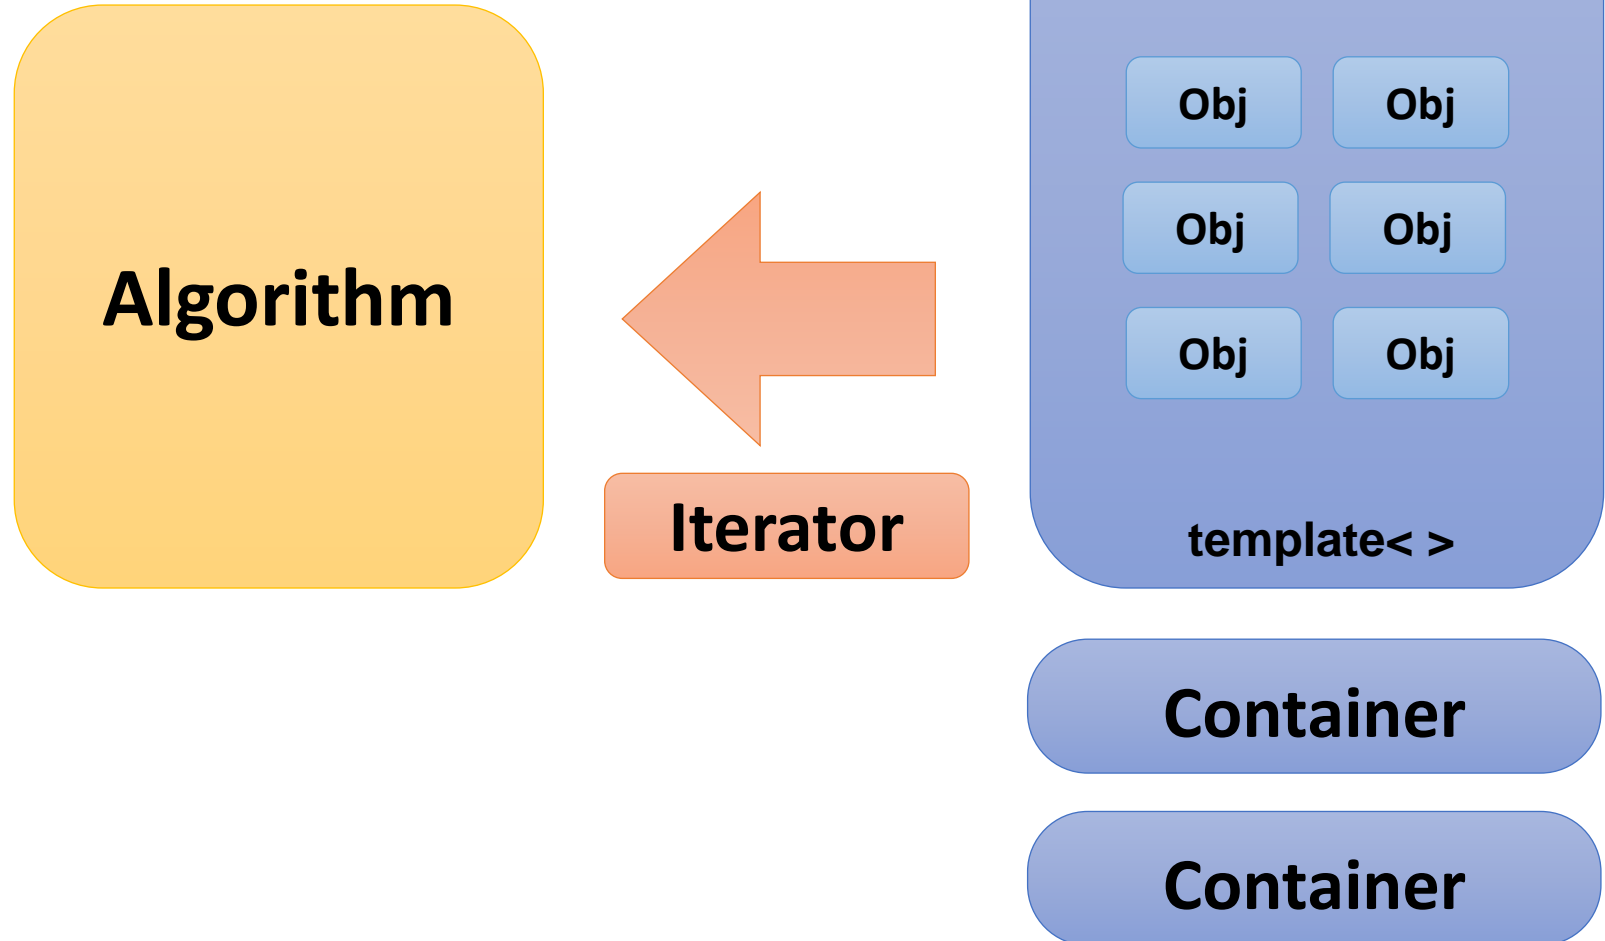 Algorithm
Iterator
Obj Obj
Obj Obj
Obj Obj
template< >
Container
Container